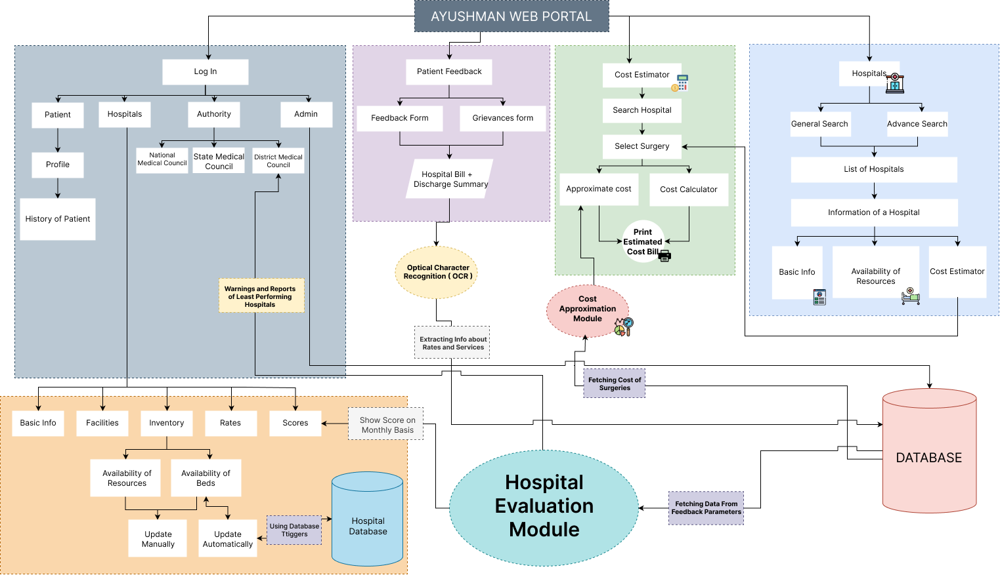 AYUSHMAN WEB PORTAL
Log In
Patient
Hospitals
Authority
Admin
Profile
National
Medical Council
State Medical
Council
District Medical
Council
History of Patient
Warnings and Reports
of Least Performing
Hospitals
Patient Feedback
Feedback Form
Grievances form
Hospital Bill +
Discharge Summary
Optical Character
Recognition ( OCR )
Extracting Info about
Rates and Services
Cost Estimator
Search Hospital
Select Surgery
Approximate cost
Cost Calculator
Print
Estimated
Cost Bill
Cost
Approximation
Module
Fetching Cost of
Surgeries
Hospitals
General Search
Advance Search
List of Hospitals
Information of a Hospital
Basic Info
Availability of
Resources
Cost Estimator
Basic Info
Facilities
Inventory
Rates
Scores
Show Score on
Monthly Basis
Availability of
Resources
Availability of
Beds
Update
Manually
Update
Automatically
Using Database
Ttiggers
Hospital
Database
Hospital
Evaluation
Module
Fetching Data From
Feedback Parameters
DATABASE